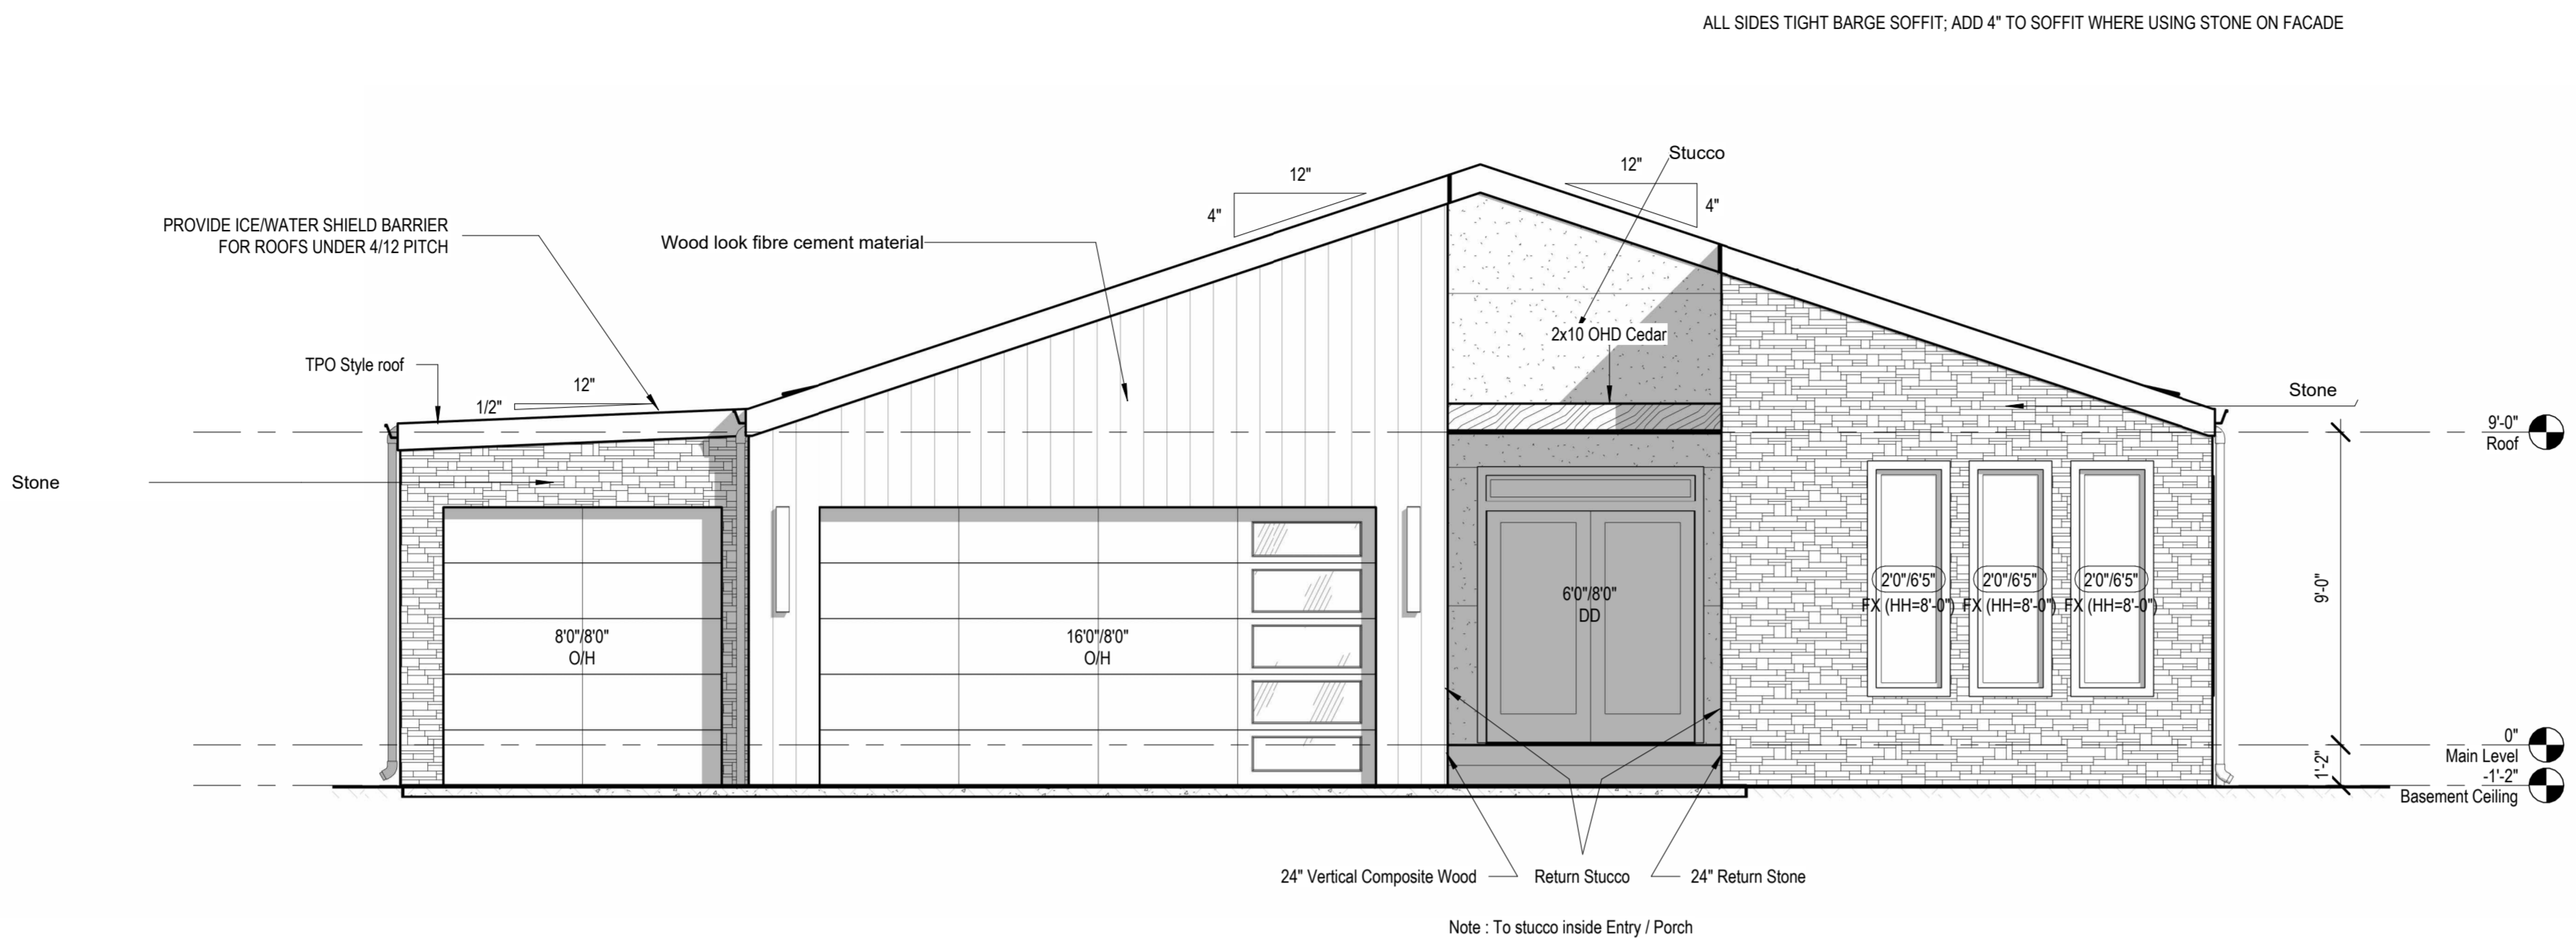 ALL SIDES TIGHT BARGE SOFFIT; ADD 4" TO SOFFIT WHERE USING STONE ON FACADE
Stucco
12"
4"
12"
4"
PROVIDE ICE/WATER SHIELD BARRIER
FOR ROOFS UNDER 4/12 PITCH
Wood look fibre cement material
2x10 OHD Cedar
TPO Style roof
12"
1/2"
Stone
9'-0"
Roof
Stone
2'0"/6'5"
FX (HH=8'-0")
2'0"/6'5"
FX (HH=8'-0")
2'0"/6'5"
FX (HH=8'-0")
9'-0"
6'0"/8'0"
DD
8'0"/8'0"
O/H
16'0"/8'0"
O/H
0"
Main Level
1'-2"
-1'-2"
Basement Ceiling
24" Vertical Composite Wood
Return Stucco
24" Return Stone
Note : To stucco inside Entry / Porch